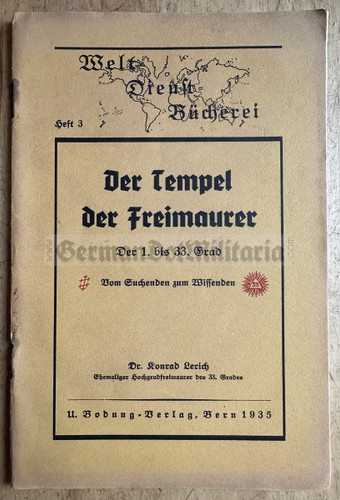 Welt-
Dienst-
Bücherei
Heft 3
Der Tempel
der Freimaurer
GermanDotMilitaria
Der 1. bis 33. Grad
Vom Suchenden zum Wissenden
33
Dr. Konrad Lerich
Ehemaliger Hochgradfreimaurer des 33. Grades
U. Bodung-Verlag, Bern 1935